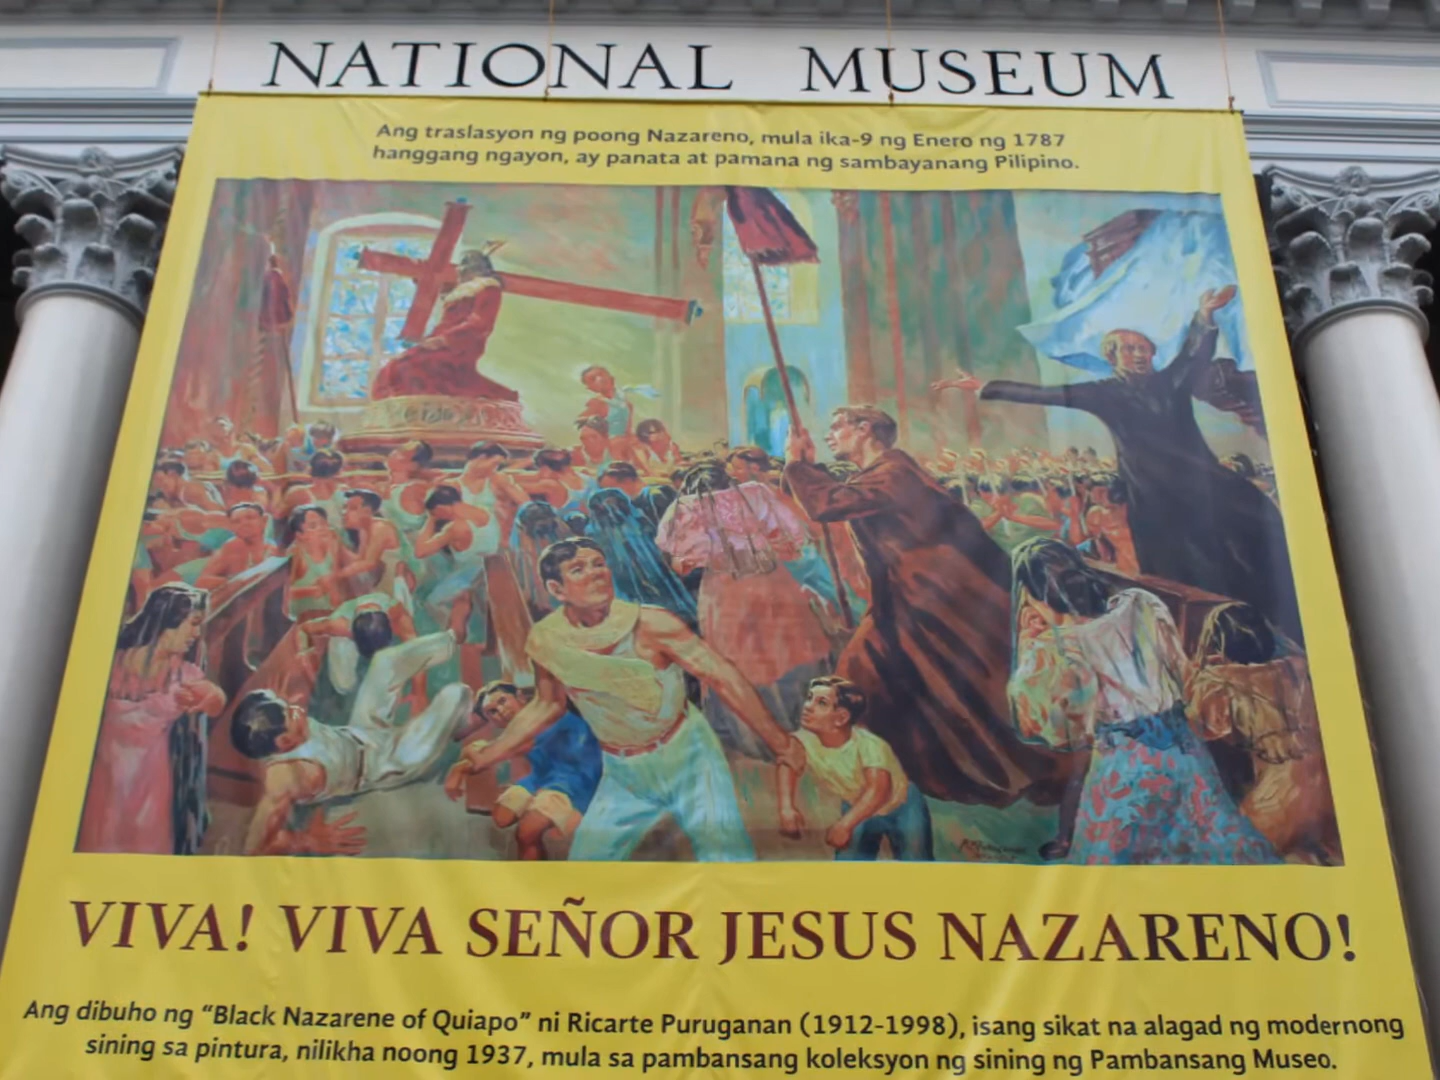 NATIONAL MUSEUM
Ang traslasyon ng poong Nazareno, mula ika-9 ng Enero ng 1787
hanggang ngayon, ay panata at pamana ng sambayanang Pilipino.
VIVA! VIVA SEÑOR JESUS NAZARENO!
Ang dibuho ng “Black Nazarene of Quiapo” ni Ricarte Puruganan (1912-1998), isang sikat na alagad ng modernong
sining sa pintura, nilikha noong 1937, mula sa pambansang koleksyon ng sining ng Pambansang Museo.